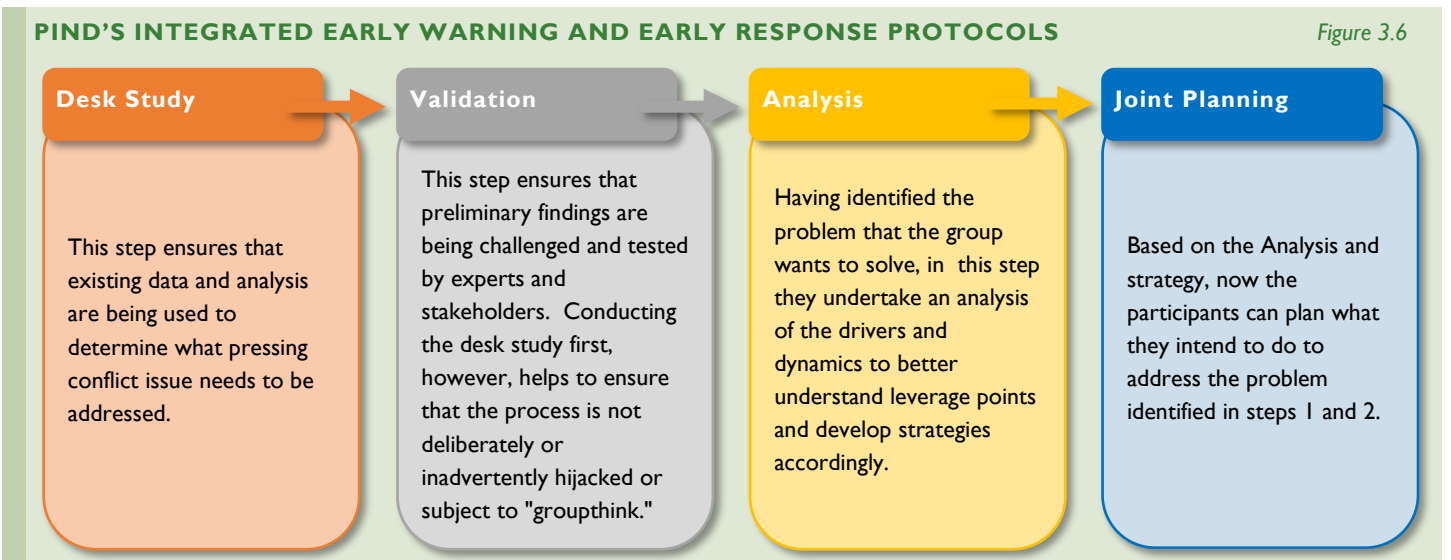 PIND'S INTEGRATED EARLY WARNING AND EARLY RESPONSE PROTOCOLS
Figure 3.6
Desk Study
This step ensures that
existing data and analysis
are being used to
determine what pressing
conflict issue needs to be
addressed.
Validation
This step ensures that
preliminary findings are
being challenged and tested
by experts and
stakeholders.  Conducting
the desk study first,
however, helps to ensure
that the process is not
deliberately or
inadvertently hijacked or
subject to "groupthink."
Analysis
Having identified the
problem that the group
wants to solve, in  this step
they undertake an analysis
of the drivers and
dynamics to better
understand leverage points
and develop strategies
accordingly.
Joint Planning
Based on the Analysis and
strategy, now the
participants can plan what
they intend to do to
address the problem
identified in steps 1 and 2.